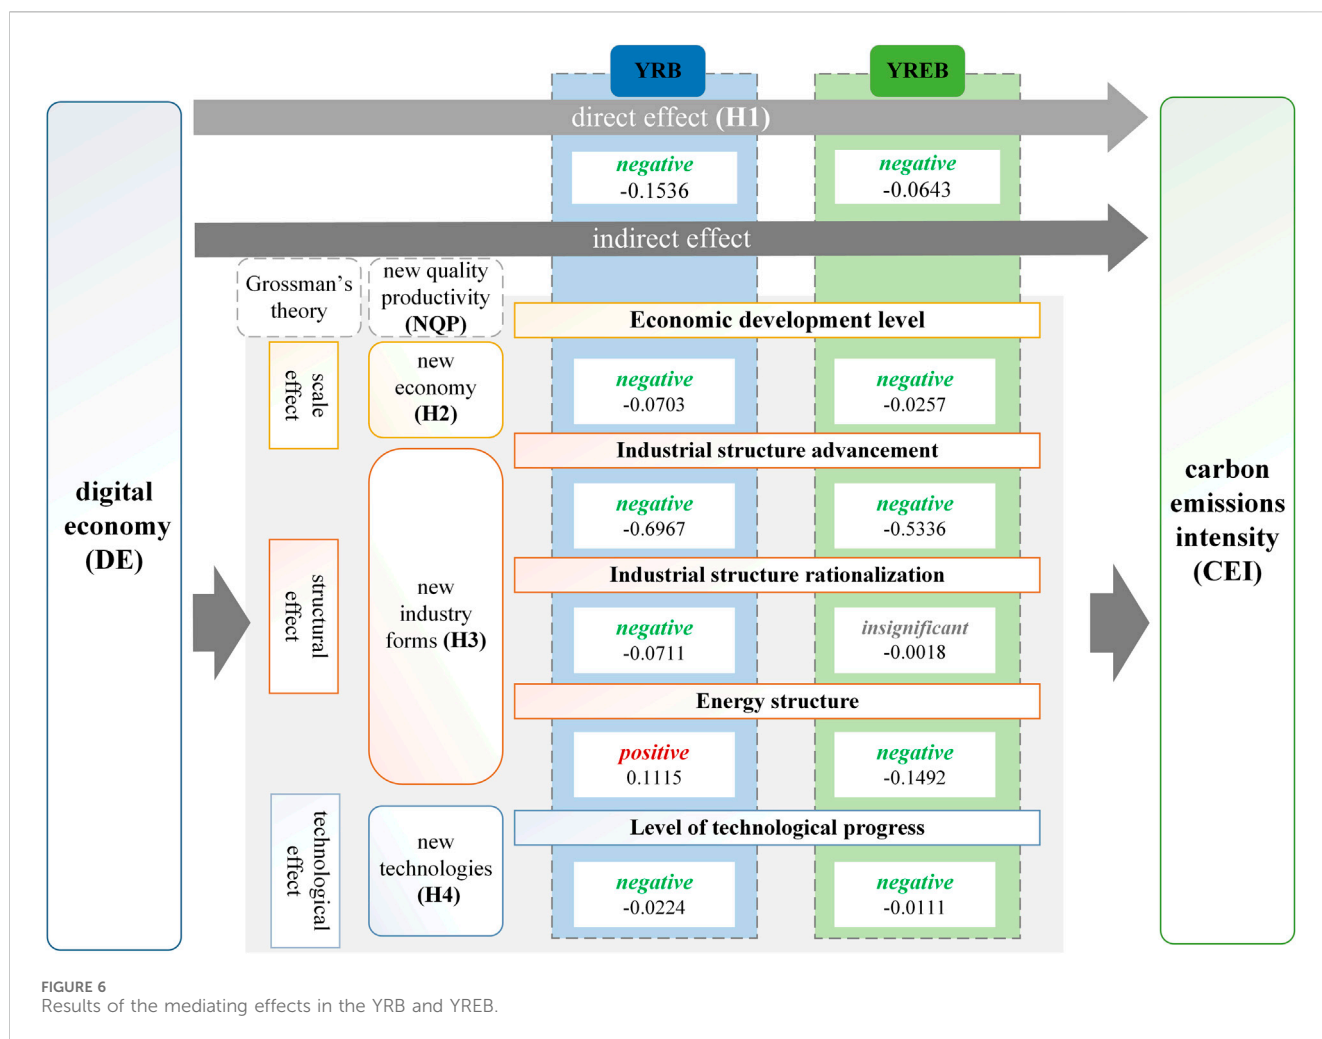 YRB
YREB
direct effect (H1)
negative
-0.1536
negative
-0.0643
indirect effect
Grossman's
theory
new quality
productivity
(NQP)
Economic development level
scale
effect
new
economy
(H2)
negative
-0.0703
negative
-0.0257
Industrial structure advancement
negative
-0.6967
negative
-0.5336
digital
economy
(DE)
carbon
emissions
intensity
(CEI)
structural
effect
new
industry
forms (H3)
Industrial structure rationalization
negative
-0.0711
insignificant
-0.0018
Energy structure
positive
0.1115
negative
-0.1492
technological
effect
new
technologies
(H4)
Level of technological progress
negative
-0.0224
negative
-0.0111
FIGURE 6
Results of the mediating effects in the YRB and YREB.